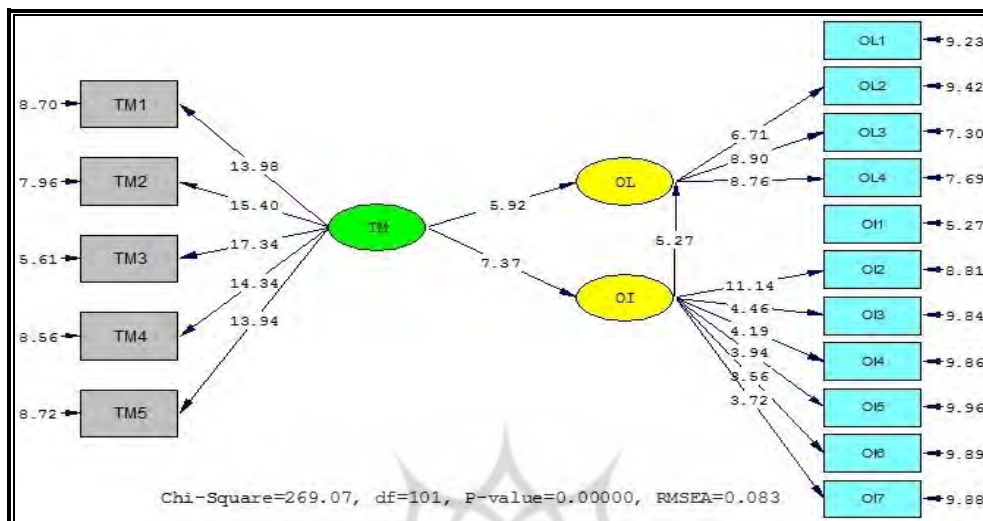 OL1 9.23
OL2 9.42
8.70 TM1
6.71
OL3 7.30
8.90
13.98
8.76
OL4 7.69
7.96 TM2
OL
15.40
5.92
TM
OI1 5.27
17.34
5.27
5.61 TM3
7.37
14.34
11.14
OI2 8.81
OI
4.46
OI3 9.84
13.94
4.19
8.56 TM4
3.94
OI4 9.86
3.56
3.72
OI5 9.96
8.72 TM5
OI6 9.89
Chi-Square=269.07, df=101, P-value=0.00000, RMSEA=0.083
OI7 9.88